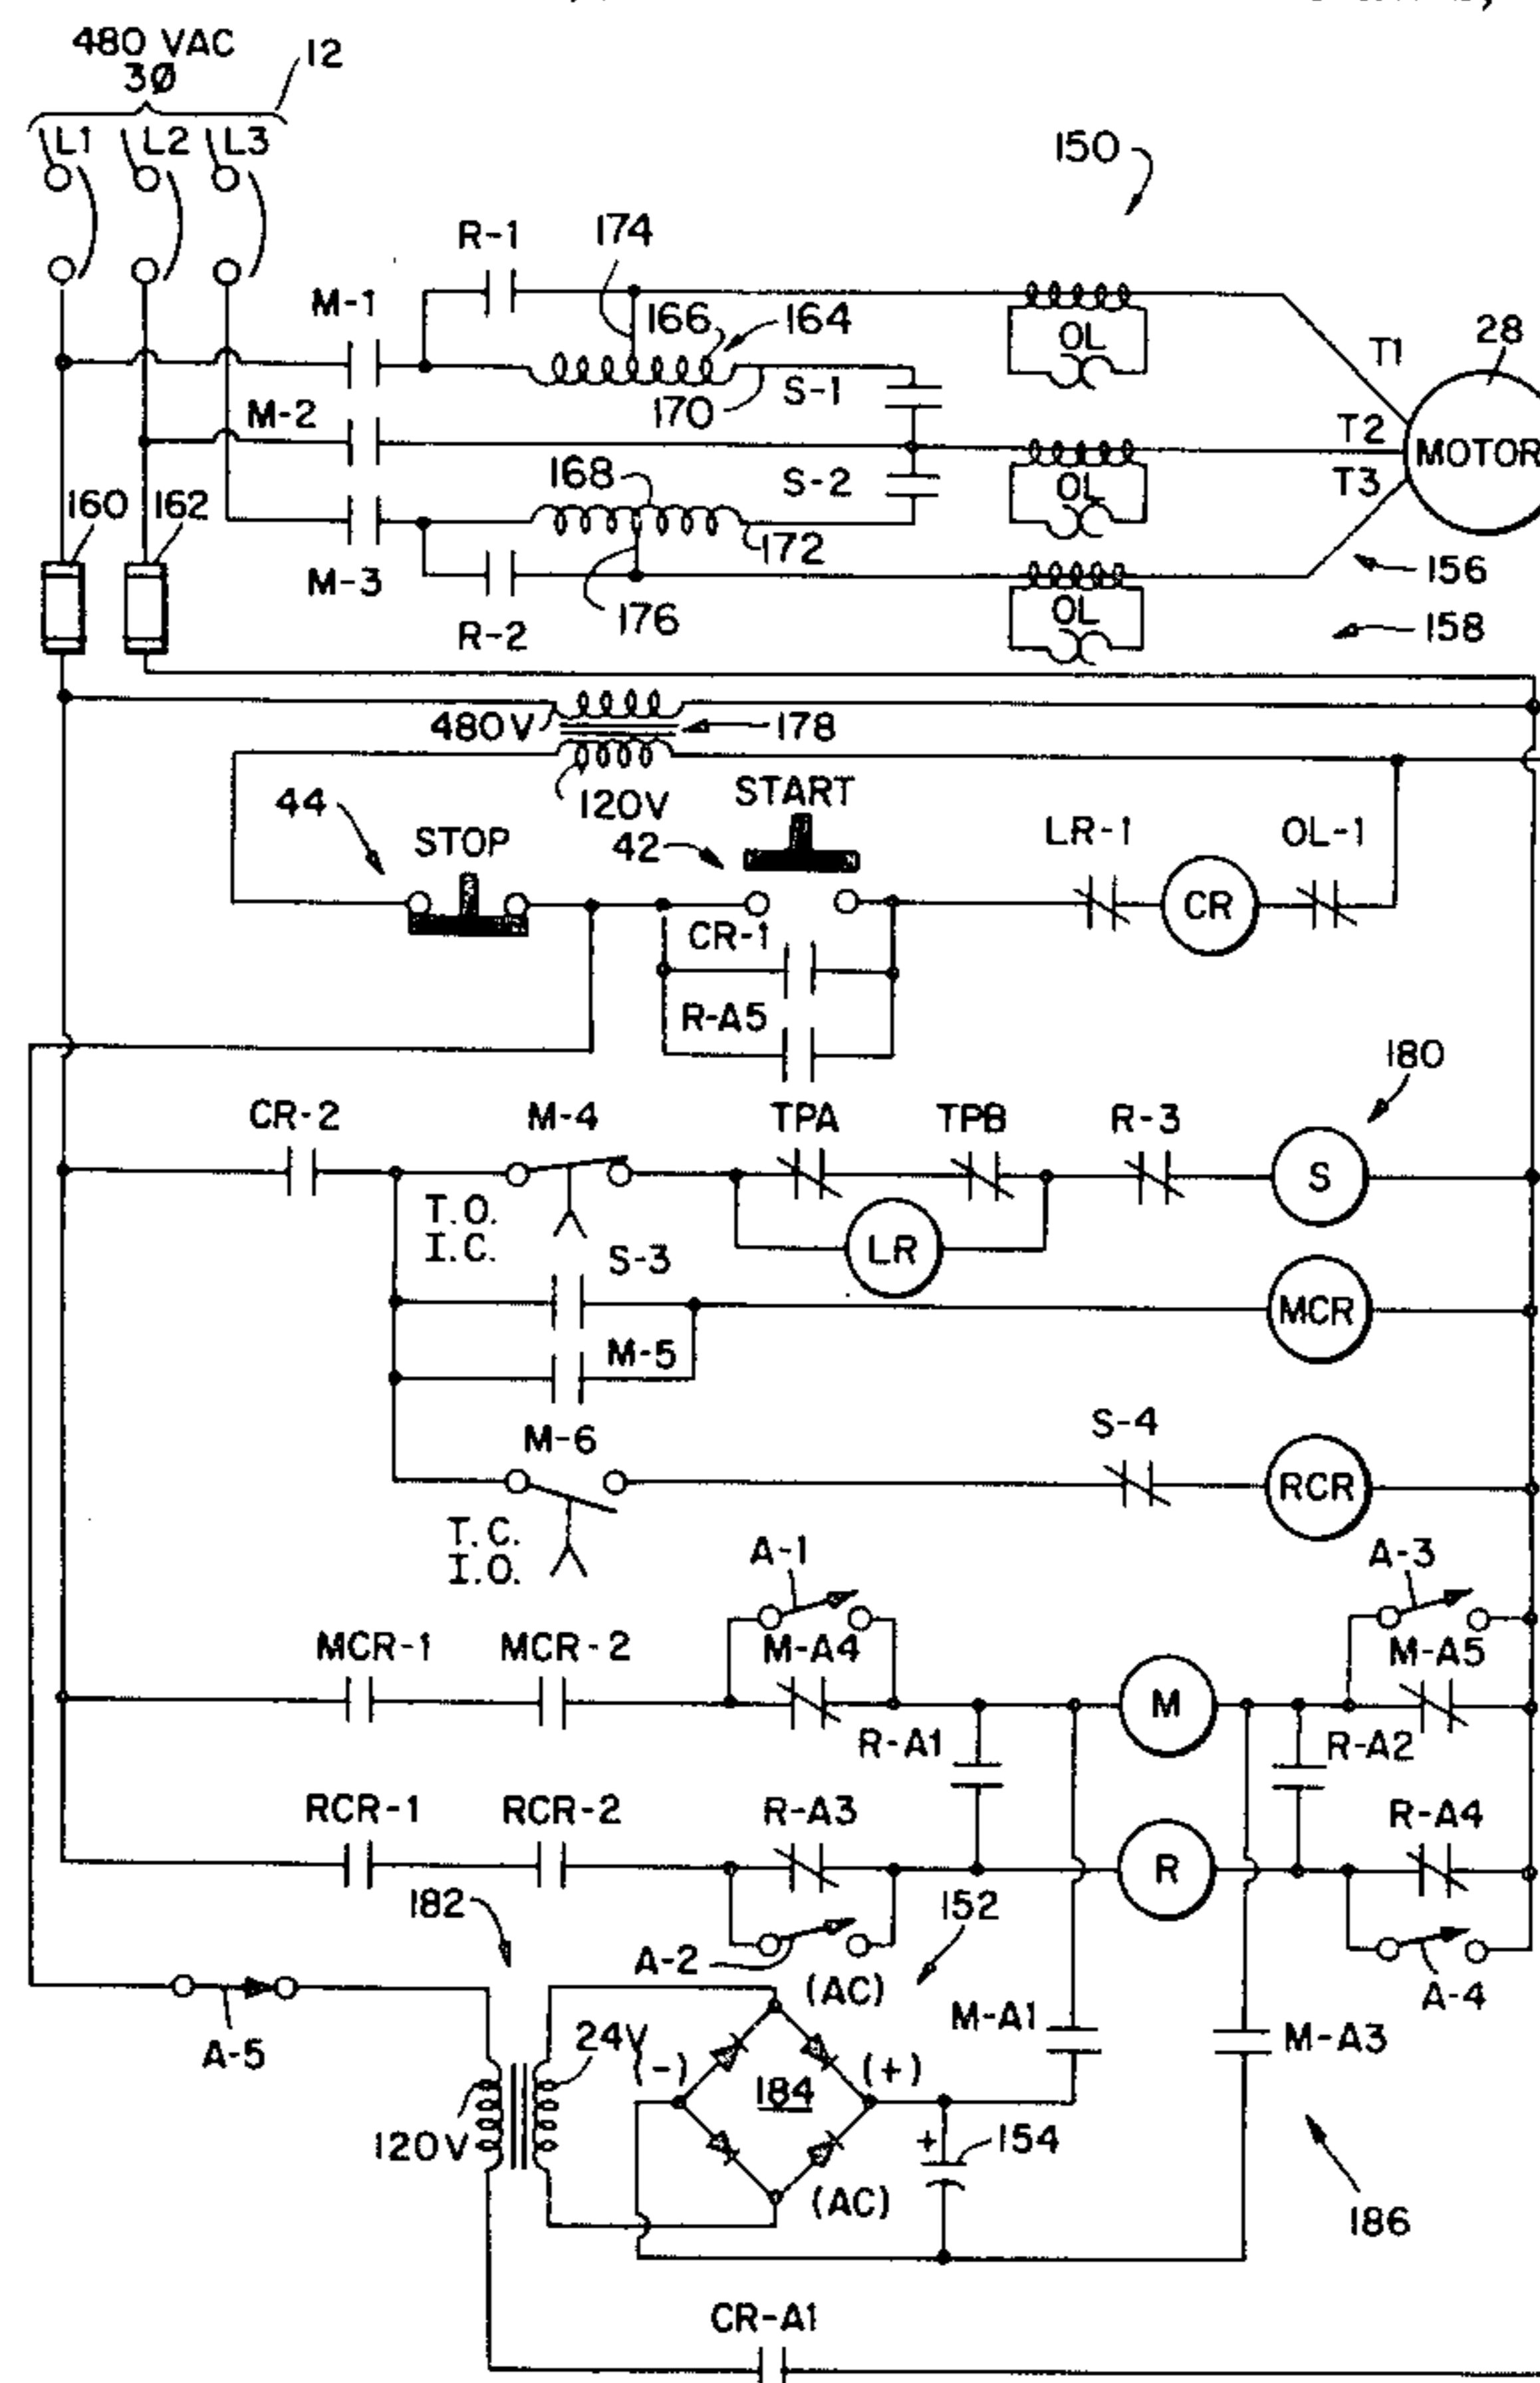 480 VAC
3Ø
12
L1
L2
L3
150
R-1
174
M-1
166
164
OL
T1
28
M-2
170
S-1
T2
MOTOR
168
S-2
OL
T3
160
162
172
M-3
156
R-2
176
OL
158
480V
178
120V
START
44
STOP
42
LR-1
OL-1
CR
CR-1
R-A5
180
CR-2
M-4
TPA
TPB
R-3
S
T.O.
I.C.
S-3
LR
MCR
M-5
M-6
S-4
RCR
T.C.
I.O.
A-1
A-3
MCR-1
MCR-2
M-A4
M-A5
M
R-A1
R-A2
RCR-1
RCR-2
R-A3
R-A4
R
182
A-2
152
(AC)
A-4
A-5
24V
(-)
184
(+)
M-A1
M-A3
120V
+
154
(AC)
186
CR-A1